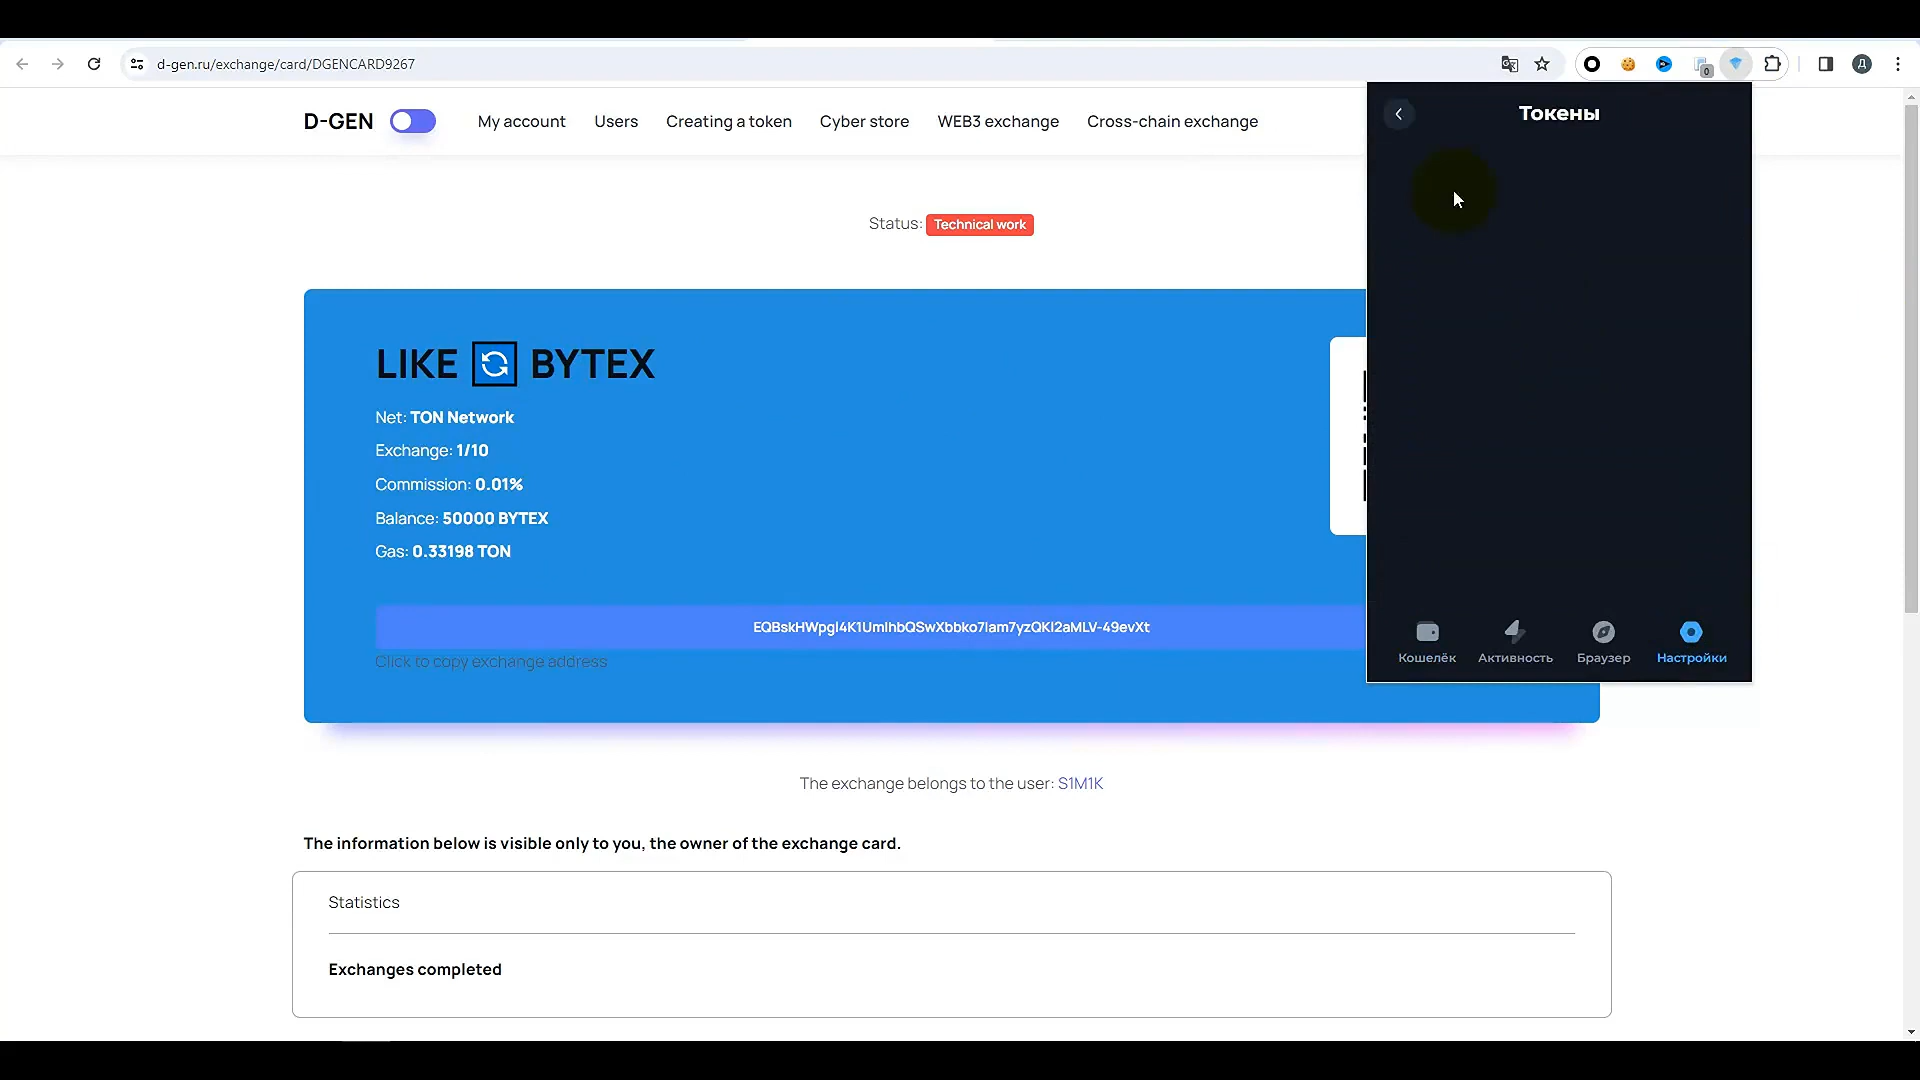 d-gen.ru/exchange/card/DGENCARD9267
0
Д
D-GEN
My account
Users
Creating a token
Cyber store
WEB3 exchange
Cross-chain exchange
Токены
Status: Technical work
LIKE BYTEX
Net: TON Network
Exchange: 1/10
Commission: 0.01%
Balance: 50000 BYTEX
Gas: 0.33198 TON
Click to copy exchange address
Кошелёк
Активность
Браузер
Настройки
The exchange belongs to the user: S1M1K
The information below is visible only to you, the owner of the exchange card.
Statistics
Exchanges completed